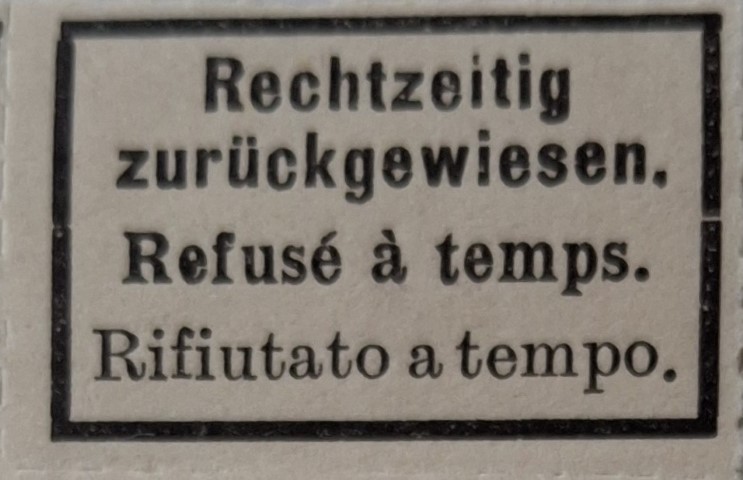 Rechtzeitig
zurückgewiesen.
Refusé à temps.
Rifiutato a tempo.